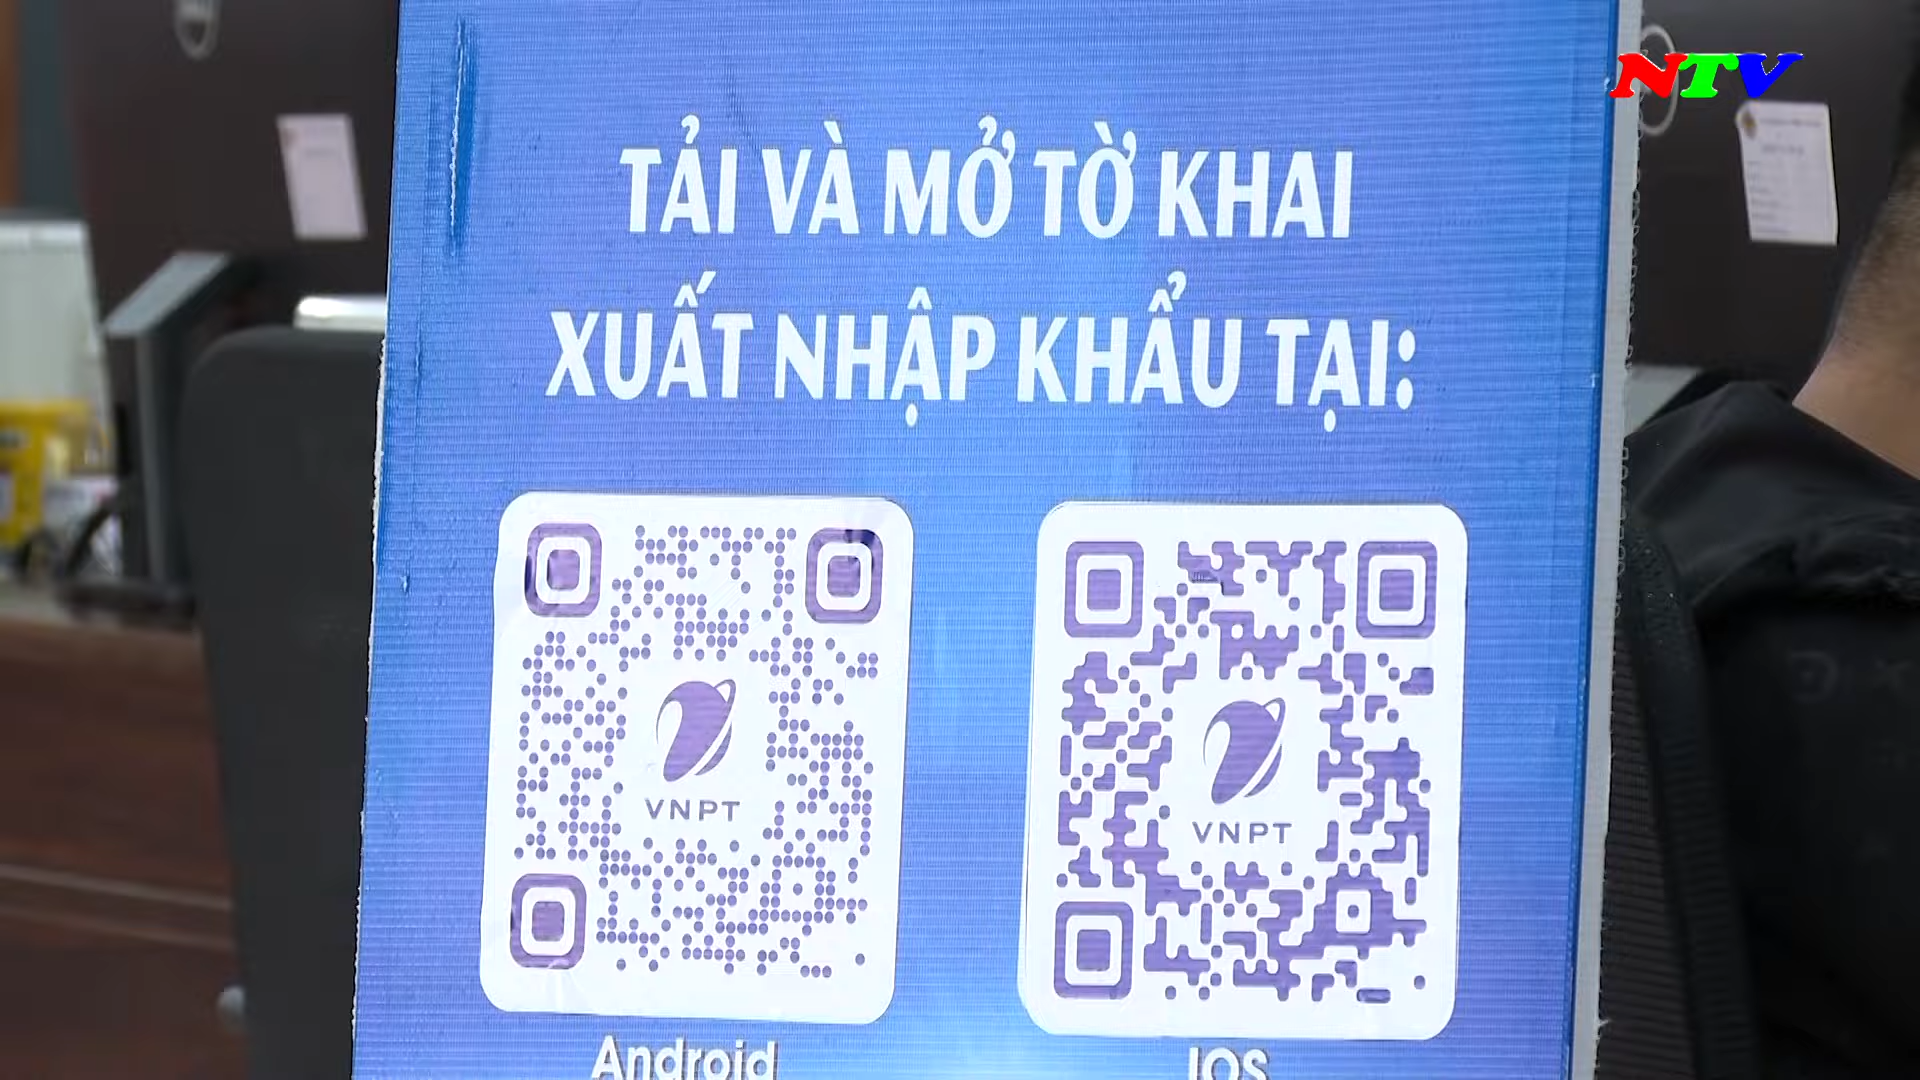 NTV
TẢI VÀ MỞ TỜ KHAI
XUẤT NHẬP KHẨU TẠI:
VNPT
VNPT
Android
IOS